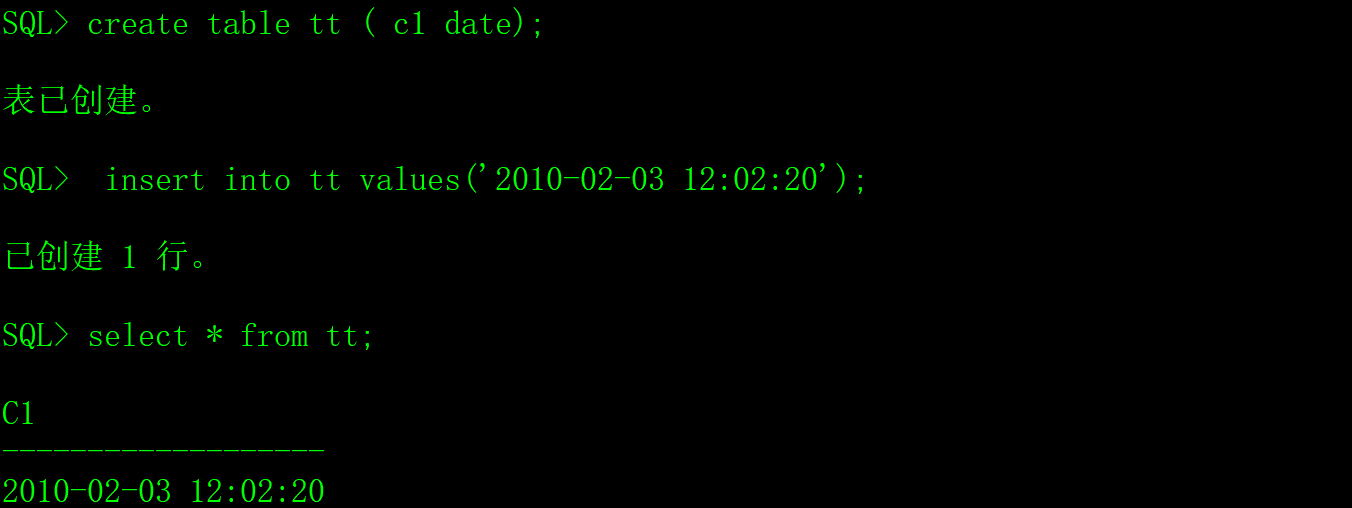 SQL> create table tt ( c1 date);
表已创建。
SQL>  insert into tt values('2010-02-03 12:02:20');
已创建 1 行。
SQL> select * from tt;
C1
-------------------
2010-02-03 12:02:20